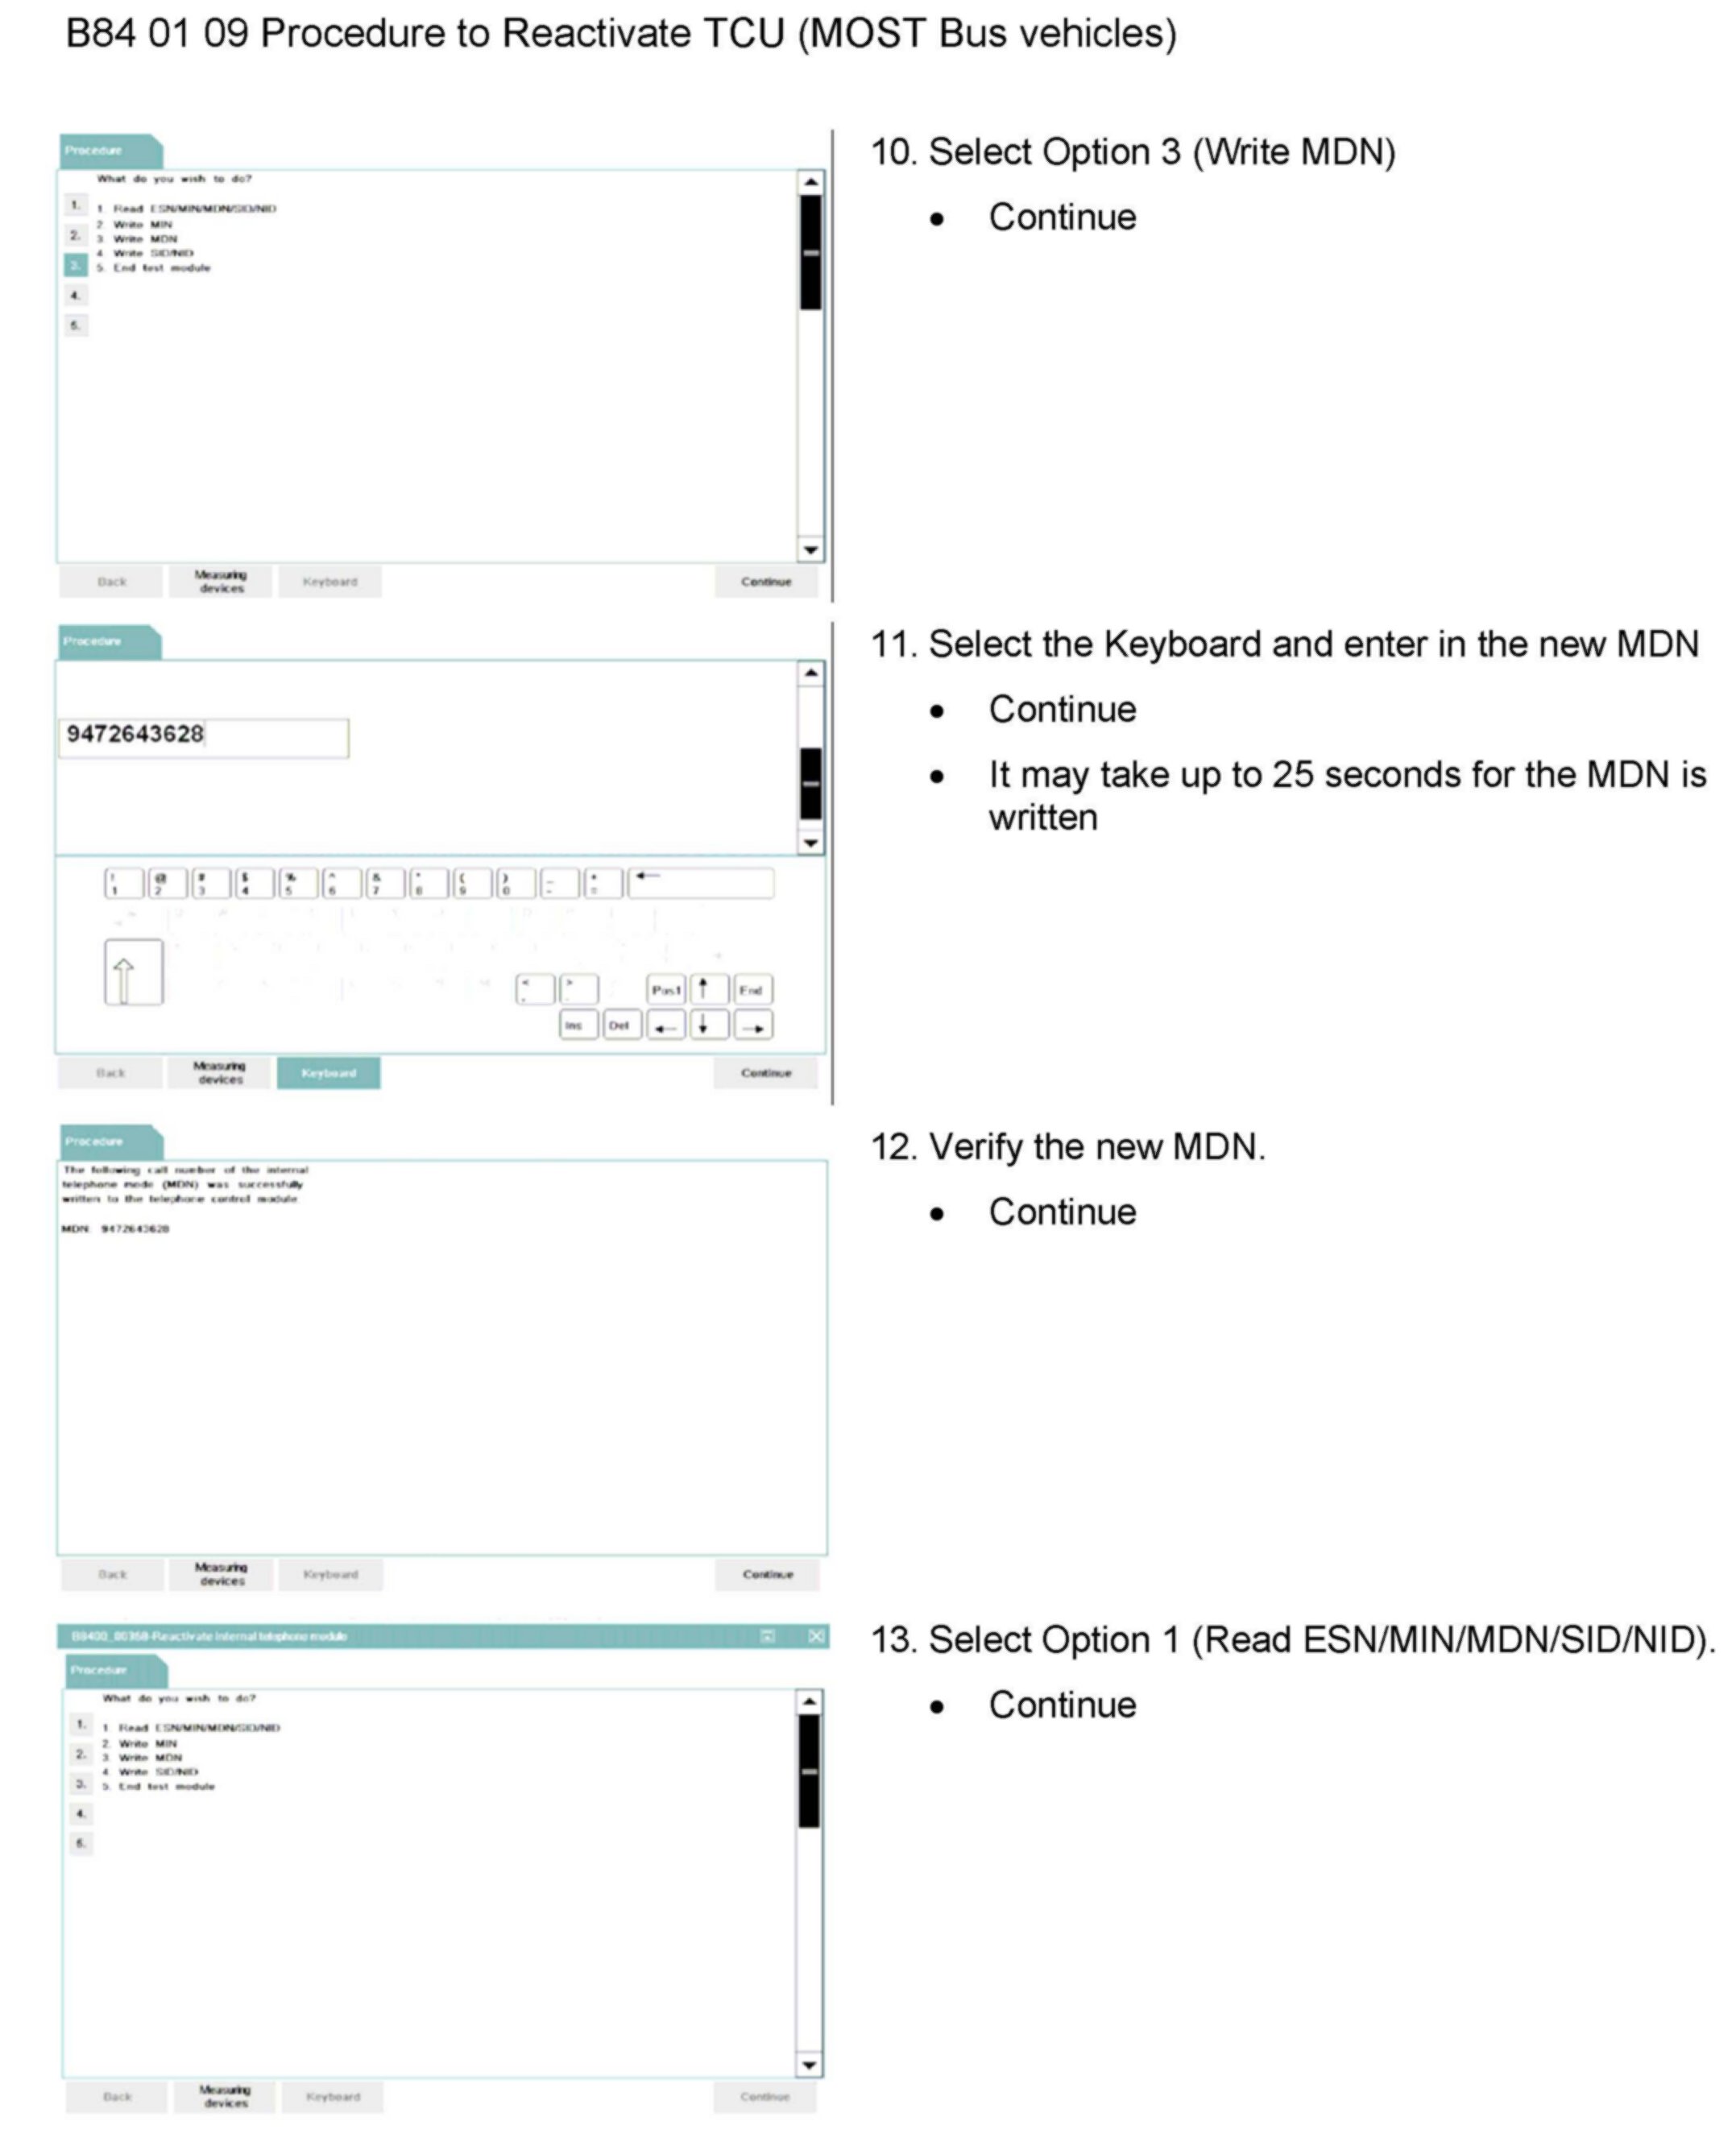 B84 01 09 Procedure to Reactivate TCU (MOST Bus vehicles)
Procedure
What do you wish to do?
1.
2.
3.
4.
5.
1. Read ESN/MIN/MDN/SID/NID
2. Write MIN
3. Write MDN
4. Write SID/NID
5. End test module
Back
Measuring
devices
Keyboard
Continue
10. Select Option 3 (Write MDN)
• Continue
Procedure
9472643628
! 1
@ 2
# 3
$ 4
% 5
^ 6
& 7
* 8
( 9
) 0
_ -
+ =
<
,
>
.
Pos1
End
Ins
Del
Back
Measuring
devices
Keyboard
Continue
11. Select the Keyboard and enter in the new MDN
• Continue
• It may take up to 25 seconds for the MDN is
written
Procedure
The following call number of the internal
telephone mode (MDN) was successfully
written to the telephone control module
MDN: 9472643628
Back
Measuring
devices
Keyboard
Continue
12. Verify the new MDN.
• Continue
B8400_00358-Reactivate internal telephone module
Procedure
What do you wish to do?
1.
2.
3.
4.
5.
1. Read ESN/MIN/MDN/SID/NID
2. Write MIN
3. Write MDN
4. Write SID/NID
5. End test module
Back
Measuring
devices
Keyboard
Continue
13. Select Option 1 (Read ESN/MIN/MDN/SID/NID).
• Continue